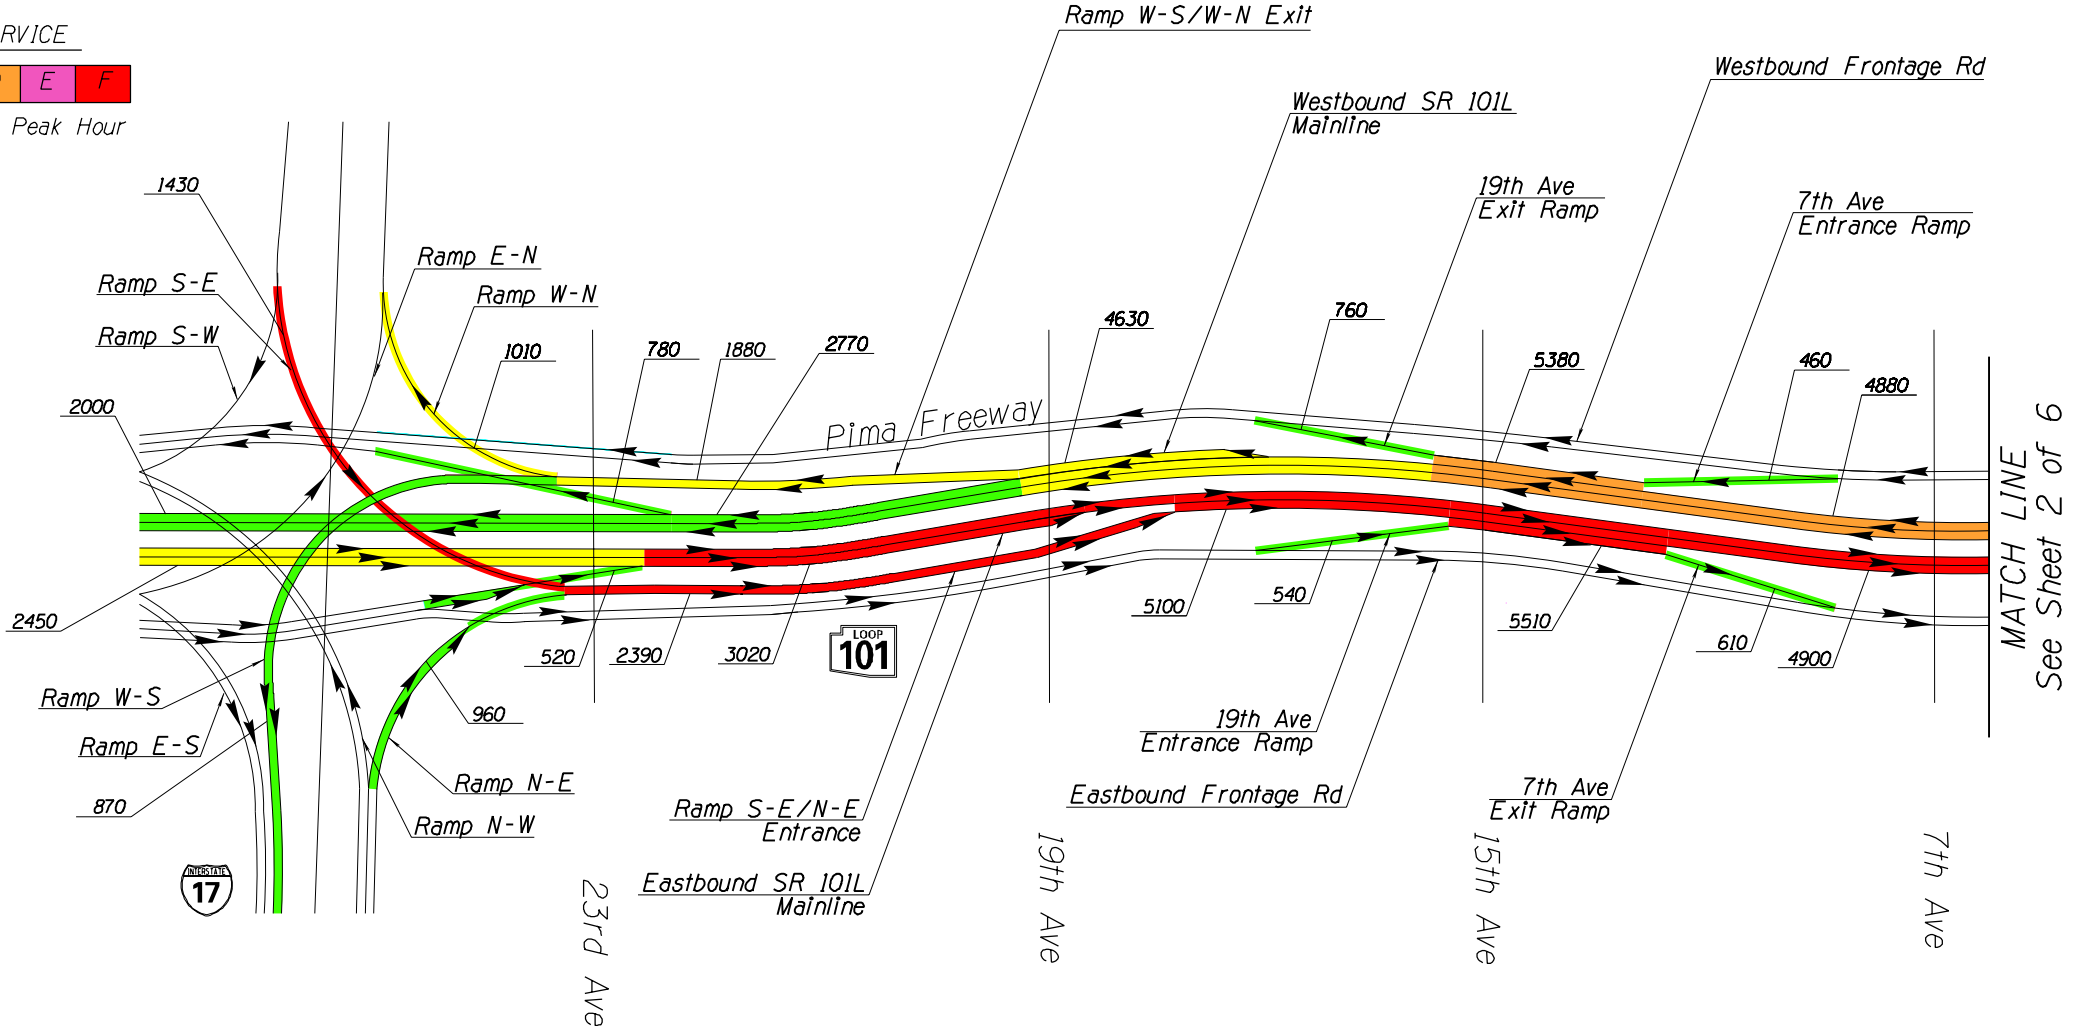 RVICE
E F
Peak Hour
Ramp W-S/W-N Exit
Westbound Frontage Rd
Westbound SR 101L
Mainline
19th Ave
Exit Ramp
7th Ave
Entrance Ramp
1430
Ramp E-N
Ramp S-E
Ramp W-N
Ramp S-W
4630
760
1010
780
1880
2770
5380
460
4880
2000
Pima Freeway
MATCH LINE
See Sheet 2 of 6
2450
520
2390
3020
LOOP
101
5100
540
5510
610
4900
Ramp W-S
960
Ramp E-S
19th Ave
Entrance Ramp
870
Ramp N-E
Ramp S-E/N-E
Entrance
Eastbound Frontage Rd
7th Ave
Exit Ramp
Ramp N-W
INTERSTATE
17
Eastbound SR 101L
Mainline
23rd Ave
19th Ave
15th Ave
7th Ave